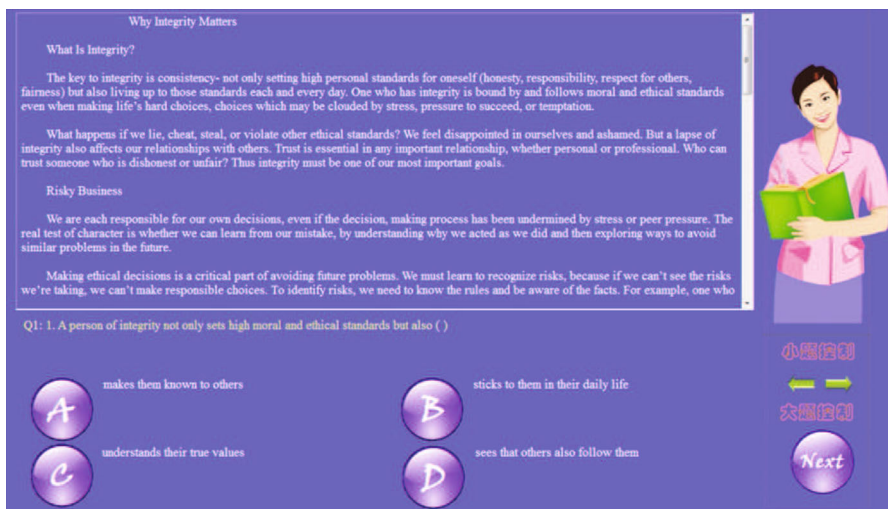 Why Integrity Matters
What Is Integrity?
The key to integrity is consistency- not only setting high personal standards for oneself (honesty, responsibility, respect for others,
fairness) but also living up to those standards each and every day. One who has integrity is bound by and follows moral and ethical standards
even when making life's hard choices, choices which may be clouded by stress, pressure to succeed, or temptation.
What happens if we lie, cheat, steal, or violate other ethical standards? We feel disappointed in ourselves and ashamed. But a lapse of
integrity also affects our relationships with others. Trust is essential in any important relationship, whether personal or professional. Who can
trust someone who is dishonest or unfair? Thus integrity must be one of our most important goals.
Risky Business
We are each responsible for our own decisions, even if the decision, making process has been undermined by stress or peer pressure. The
real test of character is whether we can learn from our mistake, by understanding why we acted as we did and then exploring ways to avoid
similar problems in the future.
Making ethical decisions is a critical part of avoiding future problems. We must learn to recognize risks, because if we can't see the risks
we're taking, we can't make responsible choices. To identify risks, we need to know the rules and be aware of the facts. For example, one who
Q1: 1. A person of integrity not only sets high moral and ethical standards but also ( )
A makes them known to others
B sticks to them in their daily life
C understands their true values
D sees that others also follow them
小题控制
大题控制
Next